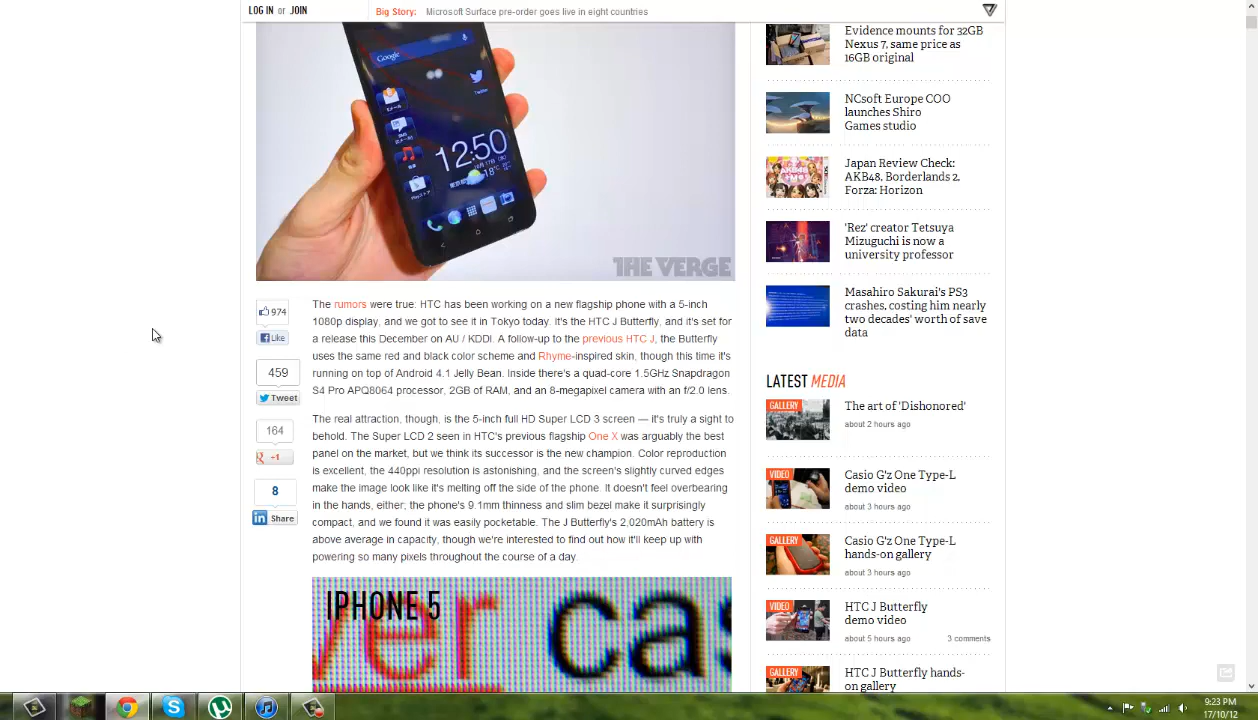 LOG IN or JOIN
Big Story: Microsoft Surface pre-order goes live in eight countries
Google
Twitter
12:50
18°C
THE VERGE
974
Like
459
Tweet
164
+1
8
in Share
The rumors were true: HTC has been working on a new flagship phone with a 5-inch
1080p display, and we got to see it in Tokyo today. It's the HTC J Butterfly, and it's set for
a release this December on AU / KDDI. A follow-up to the previous HTC J, the Butterfly
uses the same red and black color scheme and Rhyme-inspired skin, though this time it's
running on top of Android 4.1 Jelly Bean. Inside there's a quad-core 1.5GHz Snapdragon
S4 Pro APQ8064 processor, 2GB of RAM, and an 8-megapixel camera with an f/2.0 lens.
The real attraction, though, is the 5-inch full HD Super LCD 3 screen — it's truly a sight to
behold. The Super LCD 2 seen in HTC's previous flagship One X was arguably the best
panel on the market, but we think its successor is the new champion. Color reproduction
is excellent, the 440ppi resolution is astonishing, and the screen's slightly curved edges
make the image look like it's melting off the side of the phone. It doesn't feel overbearing
in the hands, either; the phone's 9.1mm thinness and slim bezel make it surprisingly
compact, and we found it was easily pocketable. The J Butterfly's 2,020mAh battery is
above average in capacity, though we're interested to find out how it'll keep up with
powering so many pixels throughout the course of a day.
IPHONE 5
ver cas
Evidence mounts for 32GB
Nexus 7, same price as
16GB original
NCsoft Europe COO
launches Shiro
Games studio
Japan Review Check:
AKB48, Borderlands 2,
Forza: Horizon
'Rez' creator Tetsuya
Mizuguchi is now a
university professor
Masahiro Sakurai's PS3
crashes, costing him nearly
two decades' worth of save
data
LATEST MEDIA
GALLERY
The art of 'Dishonored'
about 2 hours ago
VIDEO
Casio G'z One Type-L
demo video
about 3 hours ago
GALLERY
Casio G'z One Type-L
hands-on gallery
about 3 hours ago
VIDEO
HTC J Butterfly
demo video
about 5 hours ago 3 comments
GALLERY
HTC J Butterfly hands-
on gallery
9:23 PM
17/10/12